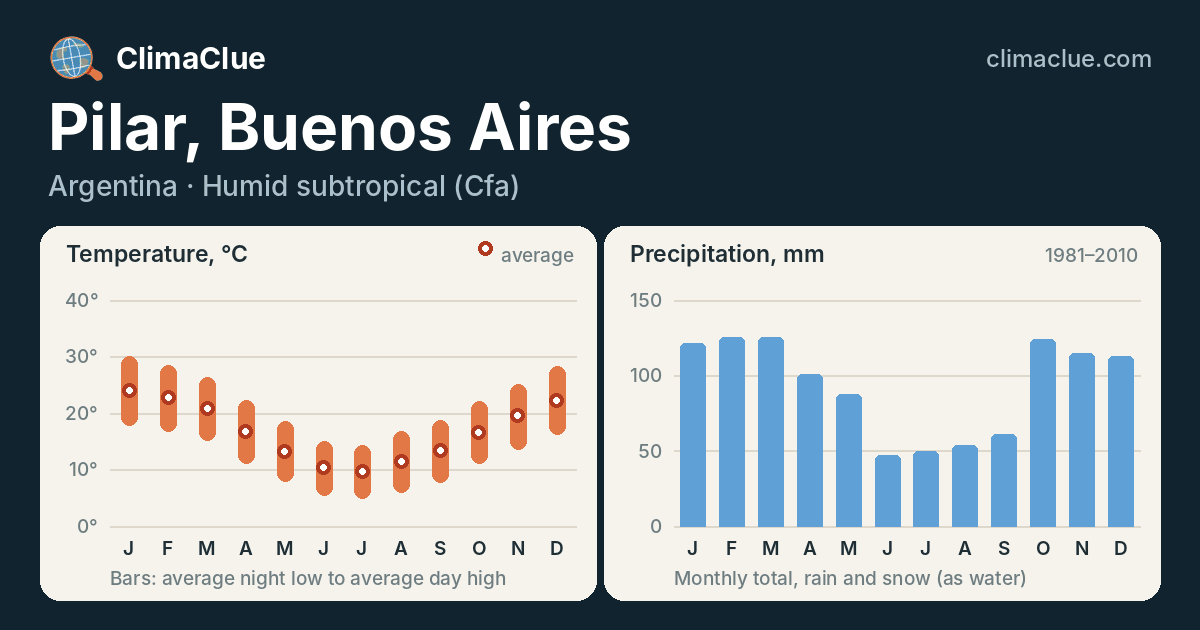 ClimaClue
climaclue.com
Pilar, Buenos Aires
Argentina · Humid subtropical (Cfa)
Temperature, °C
average
40°
30°
20°
10°
0°
J F M A M J J A S O N D
Bars: average night low to average day high
Precipitation, mm
1981–2010
150
100
50
0
J F M A M J J A S O N D
Monthly total, rain and snow (as water)